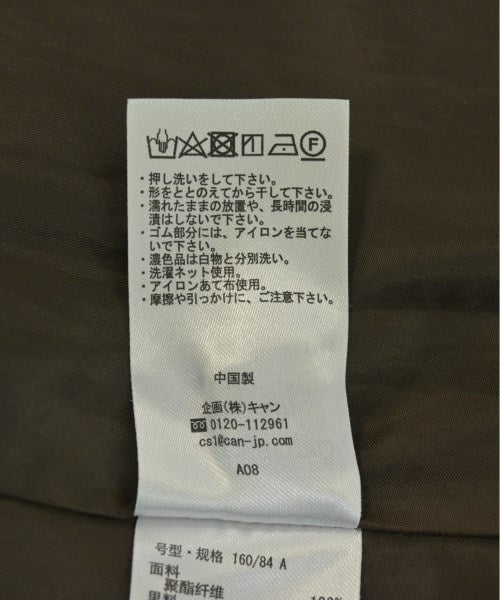 F
・押し洗いをして下さい。
・形をととのえてから干して下さい。
・濡れたままの放置や、長時間の浸
漬はしないで下さい。
・ゴム部分には、アイロンを当てな
いで下さい。
・濃色品は白物と分別洗い。
・洗濯ネット使用。
・アイロンあて布使用。
・摩擦や引っかけに、ご注意下さい。
中国製
企画(株)キャン
0120-112961
csl@can-jp.com
A08
号型・规格 160/84 A
面料
聚酯纤维
里料 100%